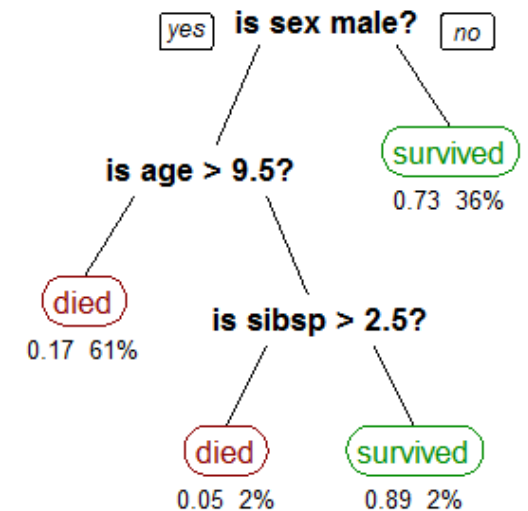 yes is sex male? no
is age > 9.5?
survived
0.73 36%
died
0.17 61%
is sibsp > 2.5?
died survived
0.05 2% 0.89 2%